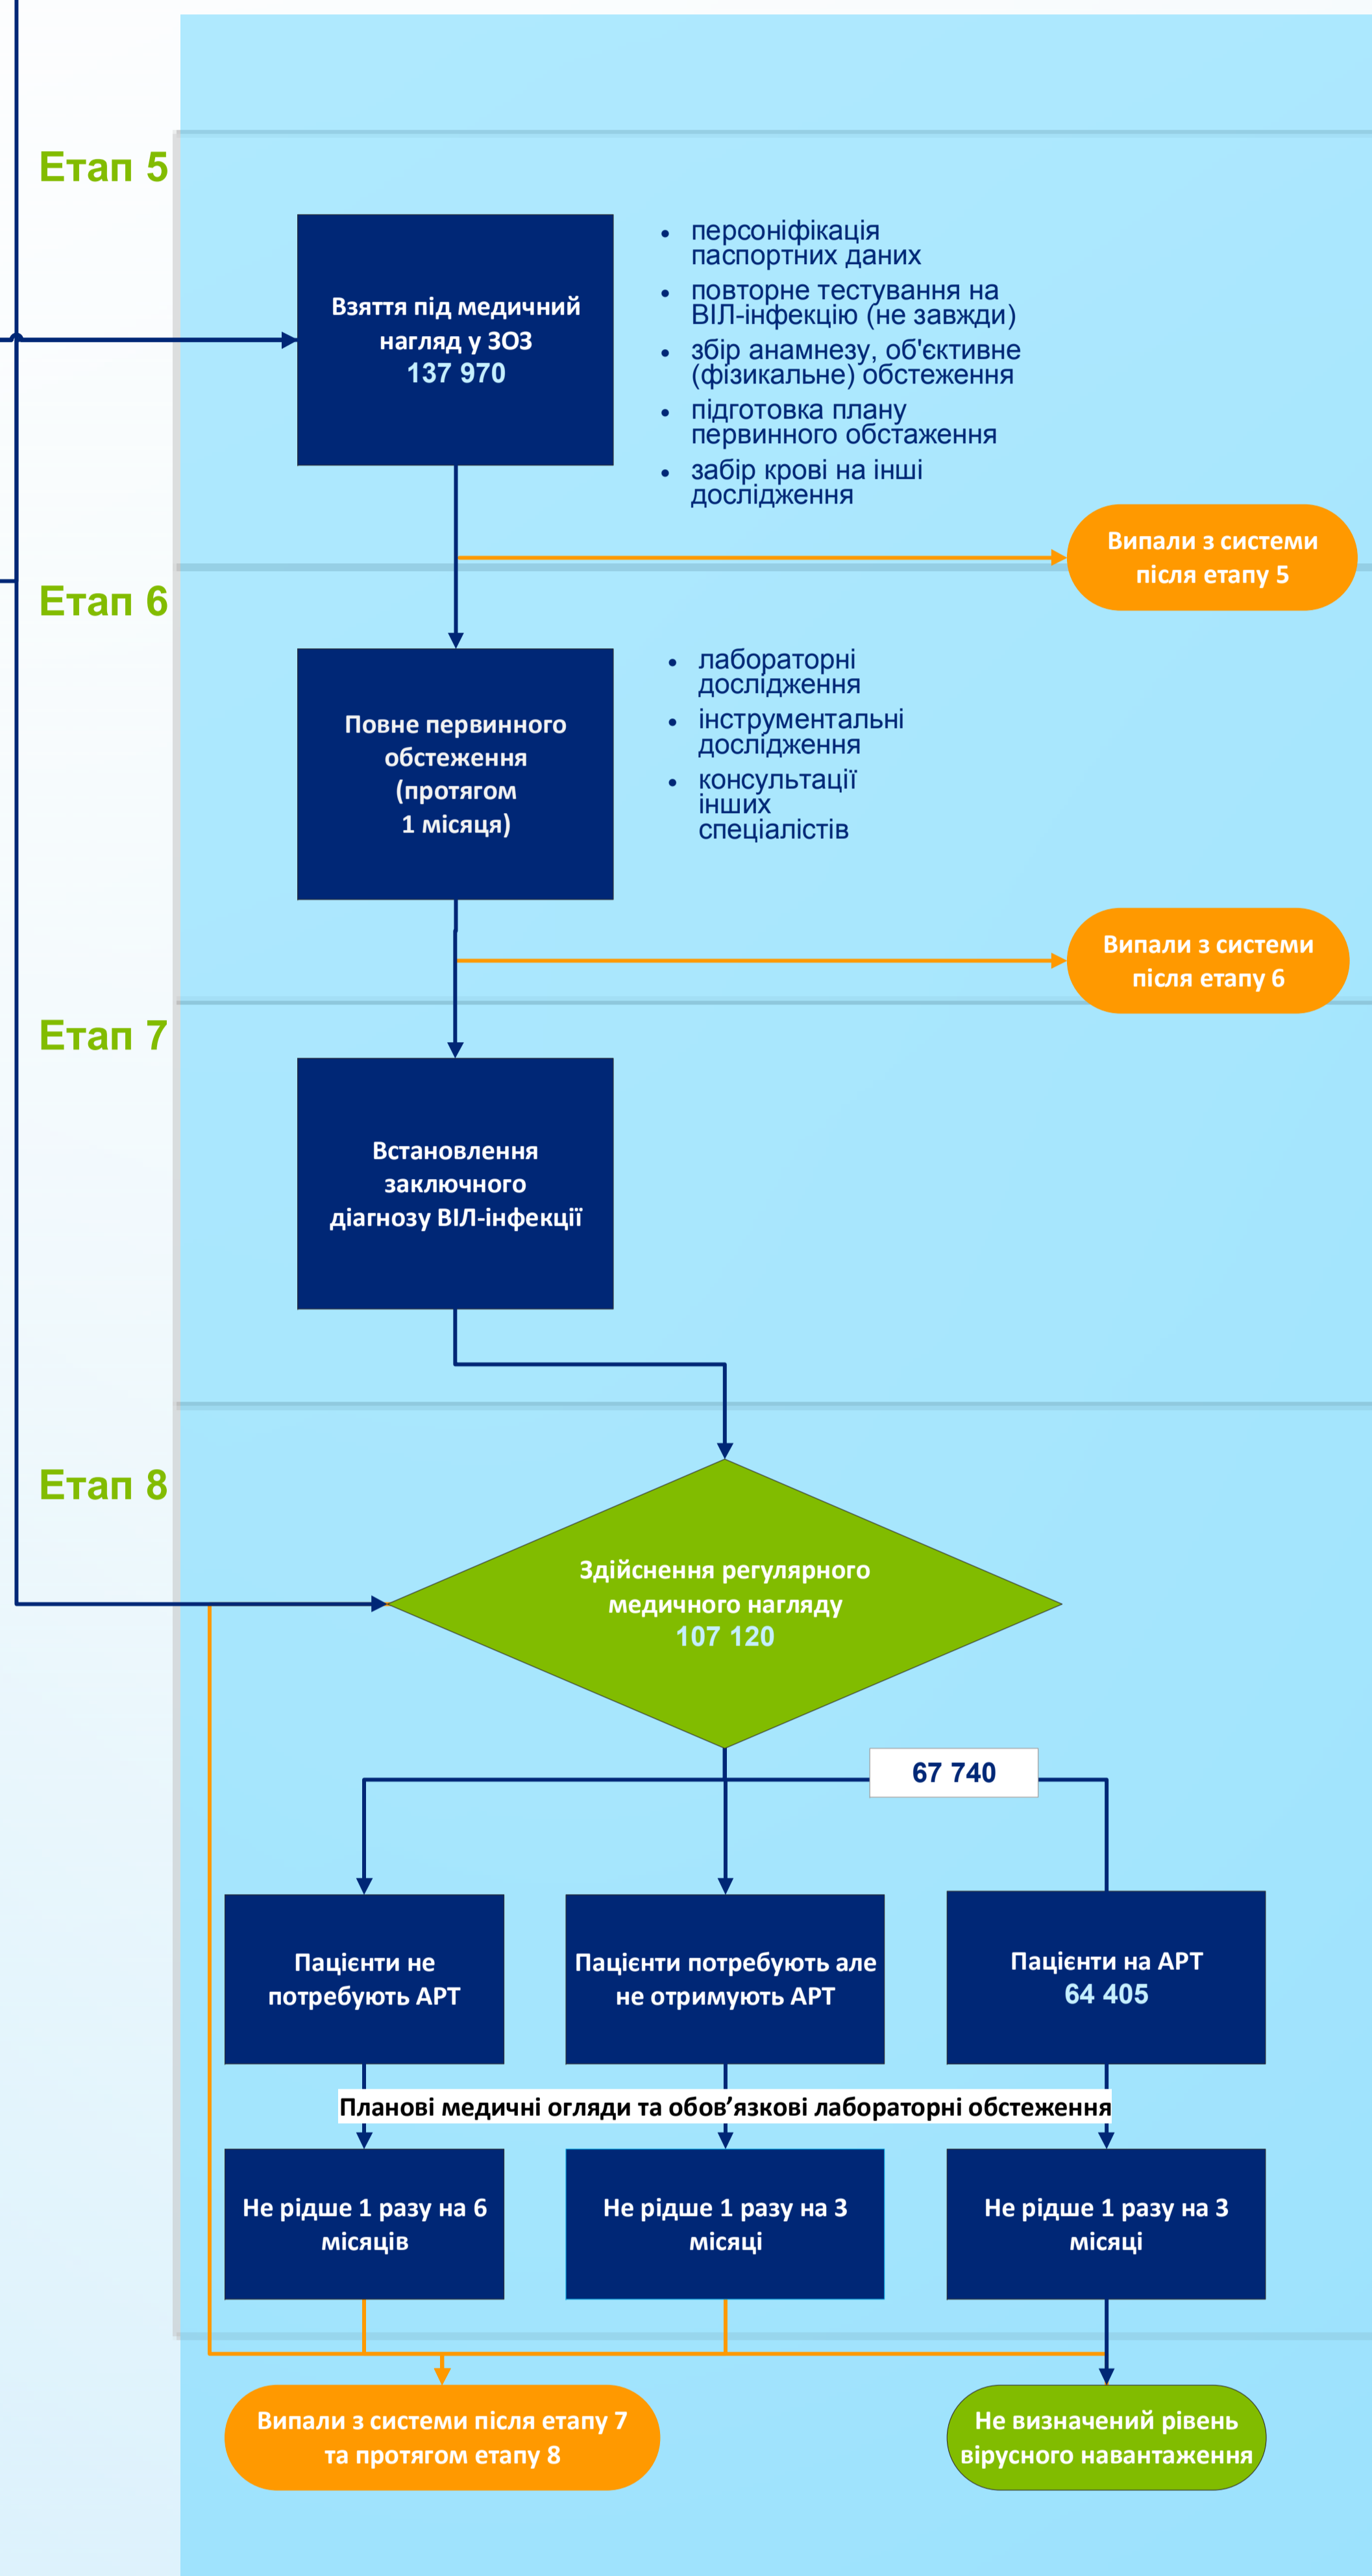 Етап 5
Взяття під медичний
нагляд у ЗОЗ
137 970
• персоніфікація
паспортних даних
• повторне тестування на
ВІЛ-інфекцію (не завжди)
• збір анамнезу, об'єктивне
(фізикальне) обстеження
• підготовка плану
первинного обстаження
• забір крові на інші
дослідження
Випали з системи
після етапу 5
Етап 6
Повне первинного
обстеження
(протягом
1 місяця)
• лабораторні
дослідження
• інструментальні
дослідження
• консультації
інших
спеціалістів
Випали з системи
після етапу 6
Етап 7
Встановлення
заключного
діагнозу ВІЛ-інфекції
Етап 8
Здійснення регулярного
медичного нагляду
107 120
67 740
Пацієнти не
потребують АРТ
Пацієнти потребують але
не отримують АРТ
Пацієнти на АРТ
64 405
Планові медичні огляди та обов’язкові лабораторні обстеження
Не рідше 1 разу на 6
місяців
Не рідше 1 разу на 3
місяці
Не рідше 1 разу на 3
місяці
Випали з системи після етапу 7
та протягом етапу 8
Не визначений рівень
вірусного навантаження